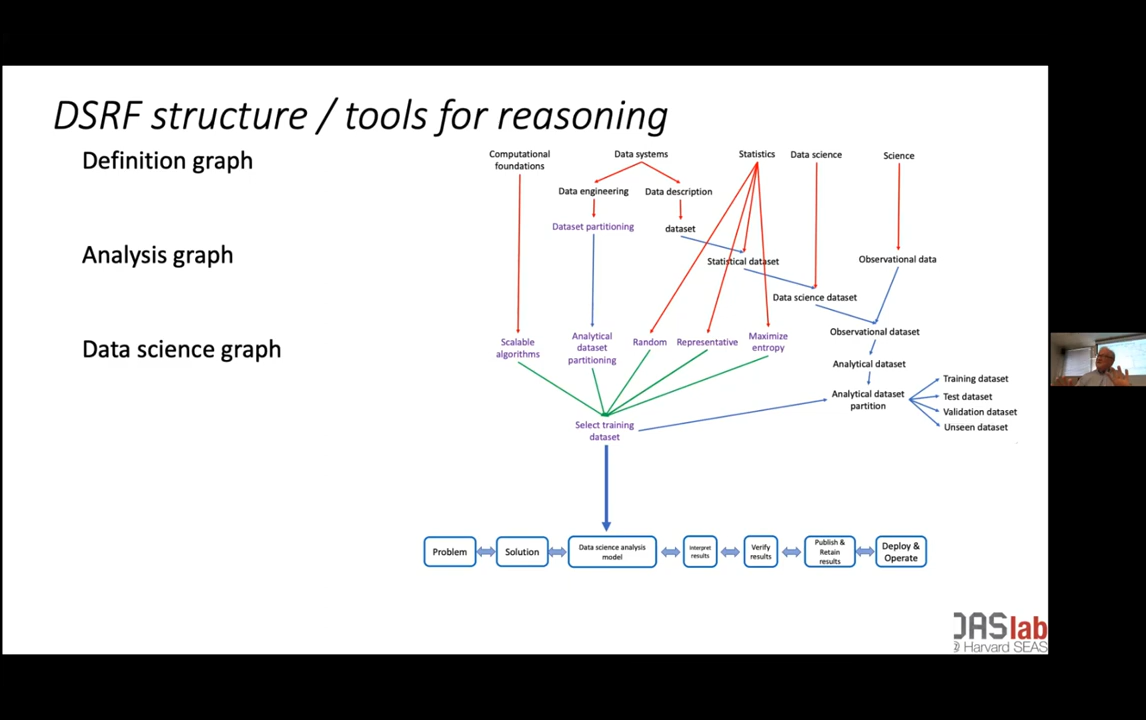 DSRF structure / tools for reasoning
Definition graph
Analysis graph
Data science graph
Computational
foundations
Data systems
Statistics
Data science
Science
Data engineering
Data description
Dataset partitioning
dataset
Statistical dataset
Observational data
Data science dataset
Observational dataset
Scalable
algorithms
Analytical
dataset
partitioning
Random
Representative
Maximize
entropy
Analytical dataset
Analytical dataset
partition
Training dataset
Test dataset
Validation dataset
Unseen dataset
Select training
dataset
Problem
Solution
Data science analysis
model
Interpret
results
Verify
results
Publish &
Retain
results
Deploy &
Operate
DASlab
@ Harvard SEAS